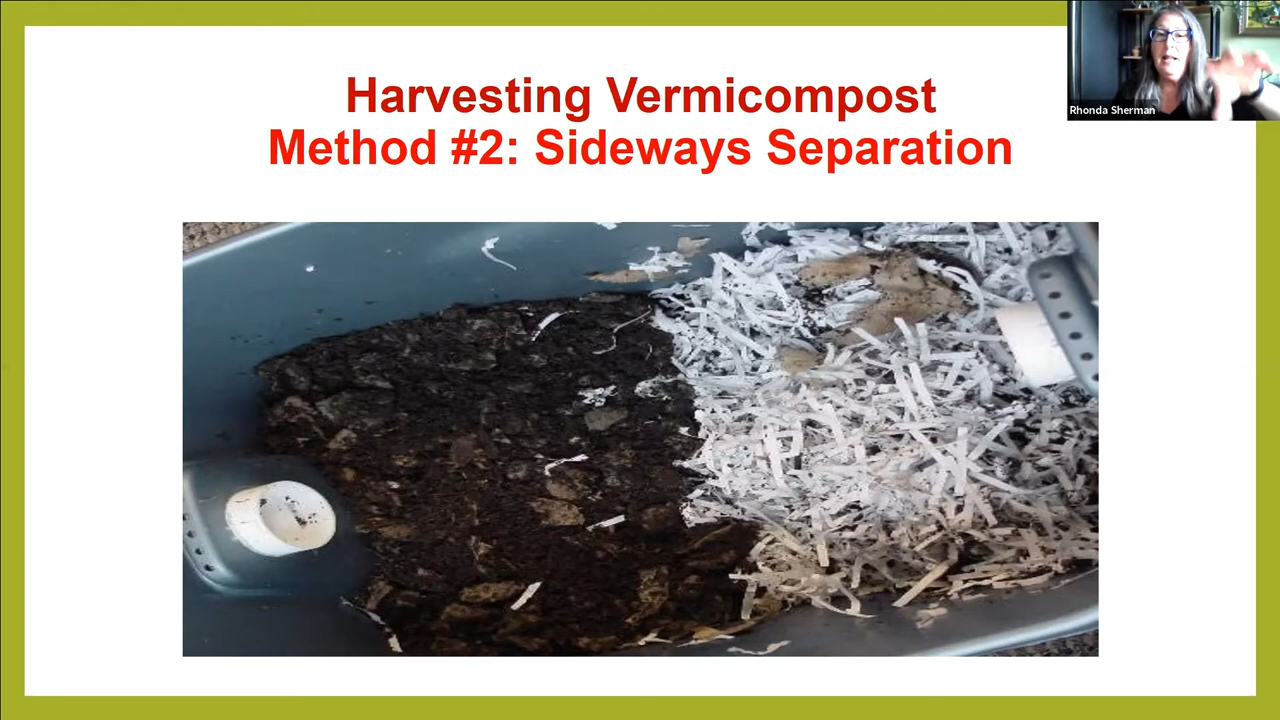 Harvesting Vermicompost
Method #2: Sideways Separation
Rhonda Sherman